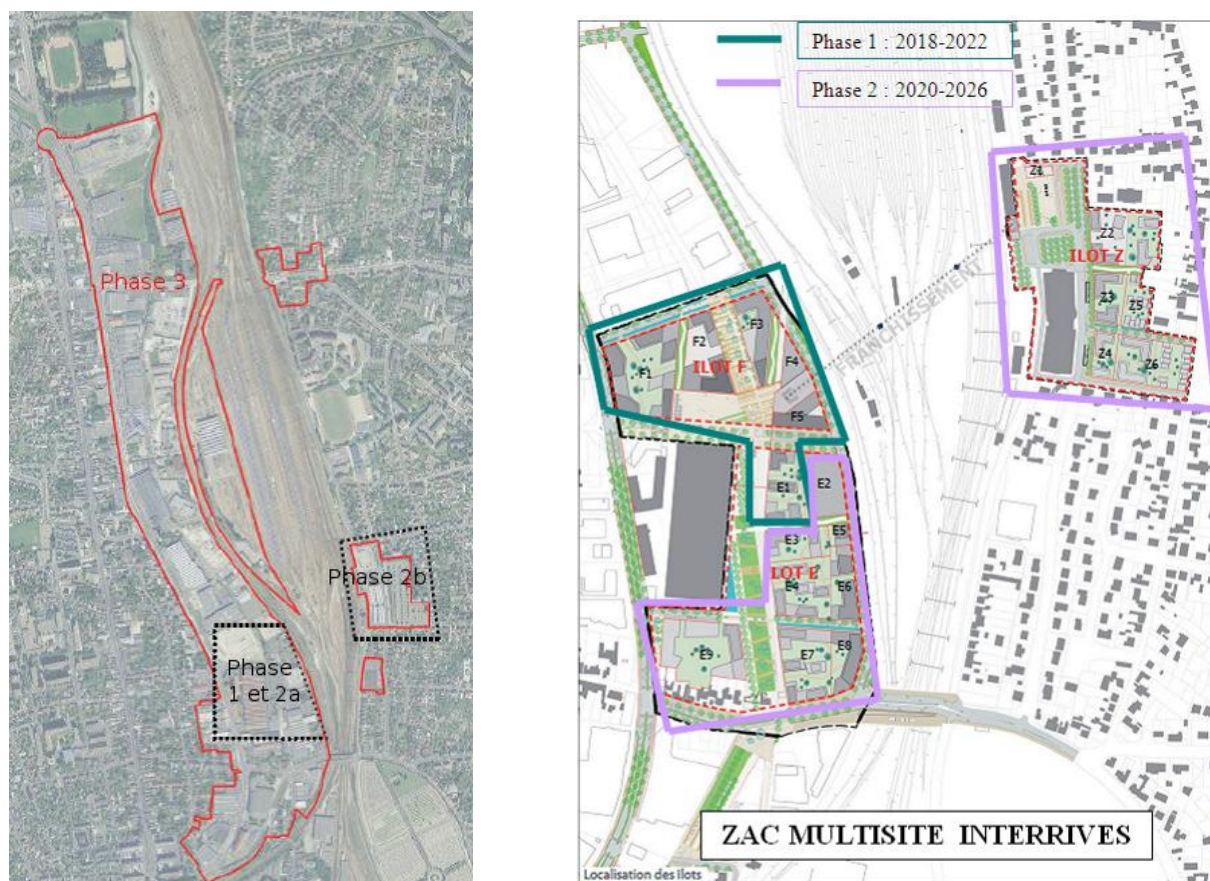 Phase 3
Phase 2b
Phase
1 et 2a
Phase 1 : 2018-2022
Phase 2 : 2020-2026
Z1
Z2
ILOT Z
Z3
Z5
Z4
Z6
FRANCHISSEMENT
F3
F2
F4
ILOT F
F1
F5
E1
E2
E3
E5
LOT E
E4
E6
E9
E7
E8
ZAC MULTISITE INTERRIVES
Localisation des îlots